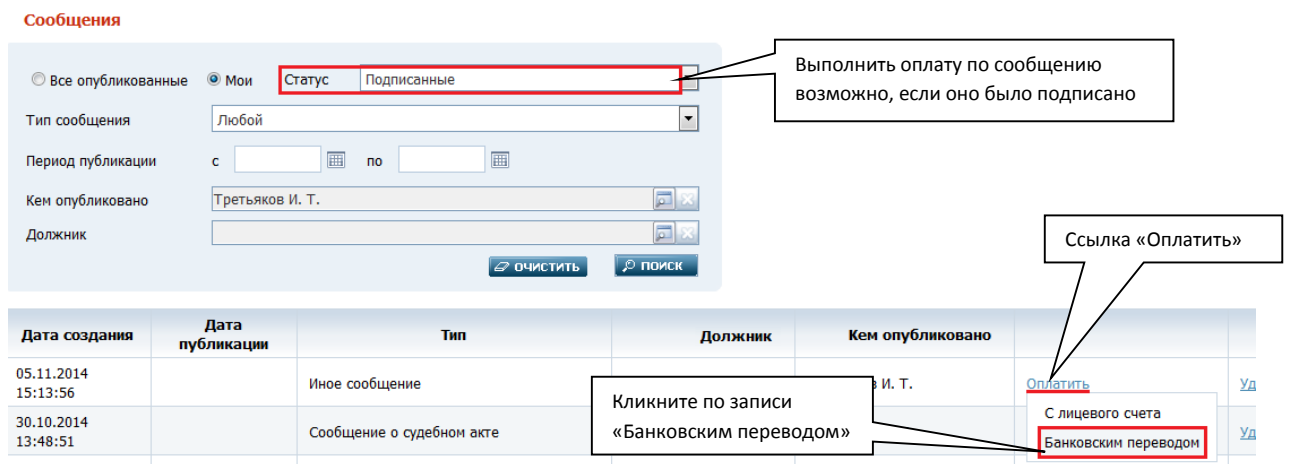 Сообщения
Все опубликованные Мои Статус Подписанные
Выполнить оплату по сообщению
возможно, если оно было подписано
Тип сообщения Любой
Период публикации с по
Кем опубликовано Третьяков И. Т.
Должник
Ссылка «Оплатить»
ОЧИСТИТЬ ПОИСК
Дата создания Дата публикации Тип Должник Кем опубликовано
05.11.2014
15:13:56
Иное сообщение
в И. Т.
Оплатить
Уд
Кликните по записи
«Банковским переводом»
С лицевого счета
Банковским переводом
30.10.2014
13:48:51
Сообщение о судебном акте
Уд